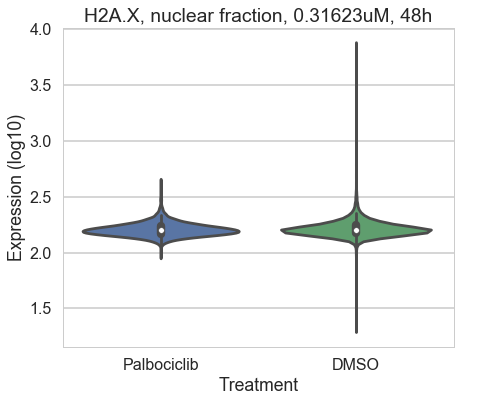 H2A.X, nuclear fraction, 0.31623uM, 48h
4.0
3.5
3.0
2.5
2.0
1.5
Expression (log10)
Palbociclib
DMSO
Treatment